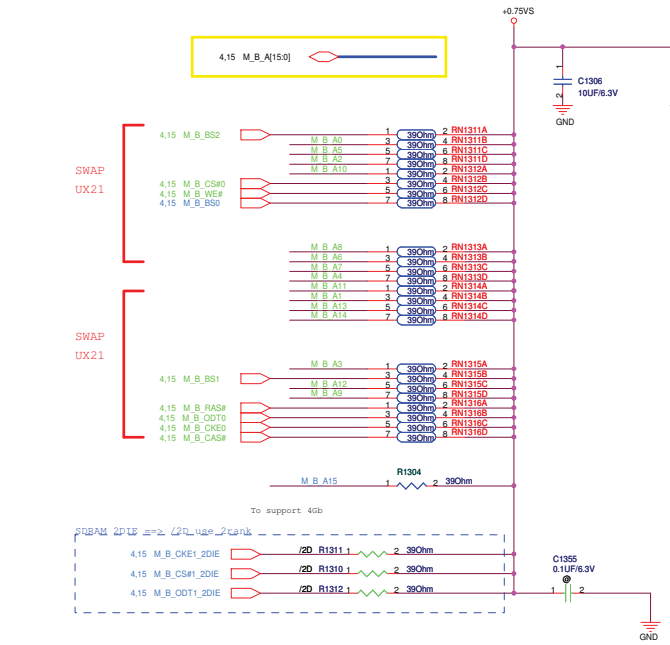 +0.75VS
4,15 M_B_A[15:0]
1
2
C1306
10UF/6.3V
GND
4,15 M_B_BS2 1 39Ohm 2 RN1311A
M_B_A0 3 39Ohm 4 RN1311B
M_B_A5 5 39Ohm 6 RN1311C
M_B_A2 7 39Ohm 8 RN1311D
M_B_A10 1 39Ohm 2 RN1312A
4,15 M_B_CS#0 3 39Ohm 4 RN1312B
4,15 M_B_WE# 5 39Ohm 6 RN1312C
4,15 M_B_BS0 7 39Ohm 8 RN1312D
SWAP
UX21
M_B_A8 1 39Ohm 2 RN1313A
M_B_A6 3 39Ohm 4 RN1313B
M_B_A7 5 39Ohm 6 RN1313C
M_B_A4 7 39Ohm 8 RN1313D
M_B_A11 1 39Ohm 2 RN1314A
M_B_A1 3 39Ohm 4 RN1314B
M_B_A13 5 39Ohm 6 RN1314C
M_B_A14 7 39Ohm 8 RN1314D
SWAP
UX21
M_B_A3 1 39Ohm 2 RN1315A
4,15 M_B_BS1 3 39Ohm 4 RN1315B
M_B_A12 5 39Ohm 6 RN1315C
M_B_A9 7 39Ohm 8 RN1315D
4,15 M_B_RAS# 1 39Ohm 2 RN1316A
4,15 M_B_ODT0 3 39Ohm 4 RN1316B
4,15 M_B_CKE0 5 39Ohm 6 RN1316C
4,15 M_B_CAS# 7 39Ohm 8 RN1316D
R1304
M_B_A15 1 2 39Ohm
To support 4Gb
SDRAM 2DIE ==> /2D use 2rank
4,15 M_B_CKE1_2DIE /2D R1311 1 2 39Ohm
4,15 M_B_CS#1_2DIE /2D R1310 1 2 39Ohm
4,15 M_B_ODT1_2DIE /2D R1312 1 2 39Ohm
C1355
0.1UF/6.3V
@
1 2
GND